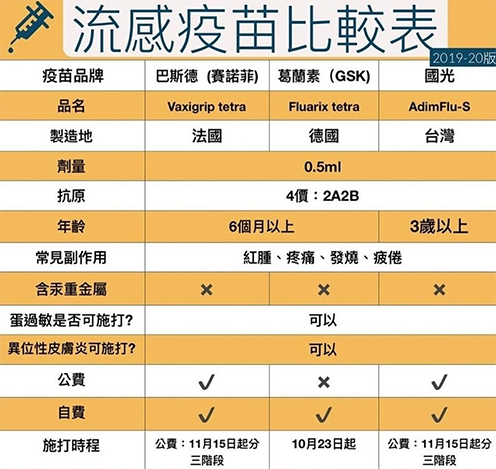 流感疫苗比較表
2019-20版
疫苗品牌 巴斯德 (賽諾菲) 葛蘭素（GSK） 國光
品名 Vaxigrip tetra Fluarix tetra AdimFlu-S
製造地 法國 德國 台灣
劑量 0.5ml
抗原 4價：2A2B
年齡 6個月以上 3歲以上
常見副作用 紅腫、疼痛、發燒、疲倦
含汞重金屬 × × ×
蛋過敏是否可施打? 可以
異位性皮膚炎可施打? 可以
公費 ✓ × ✓
自費 ✓ ✓ ✓
施打時程 公費：11月15日起分 10月23日起 公費：11月15日起分
三階段 三階段